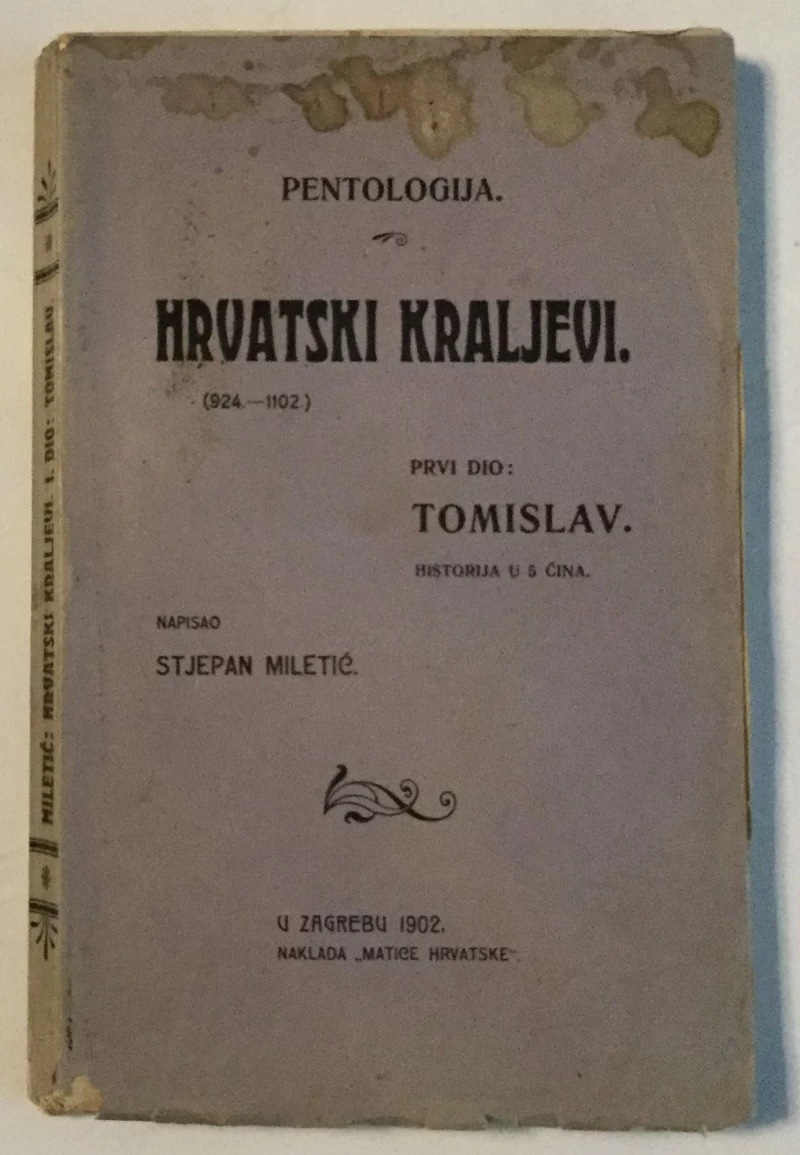 PENTOLOGIJA.
HRVATSKI KRALJEVI.
(924.—1102.)
PRVI DIO:
TOMISLAV.
HISTORIJA U 5 ČINA.
NAPISAO
STJEPAN MILETIĆ.
U ZAGREBU 1902.
NAKLADA „MATICE HRVATSKE“.
MILETIĆ: HRVATSKI KRALJEVI. I. DIO: TOMISLAV.